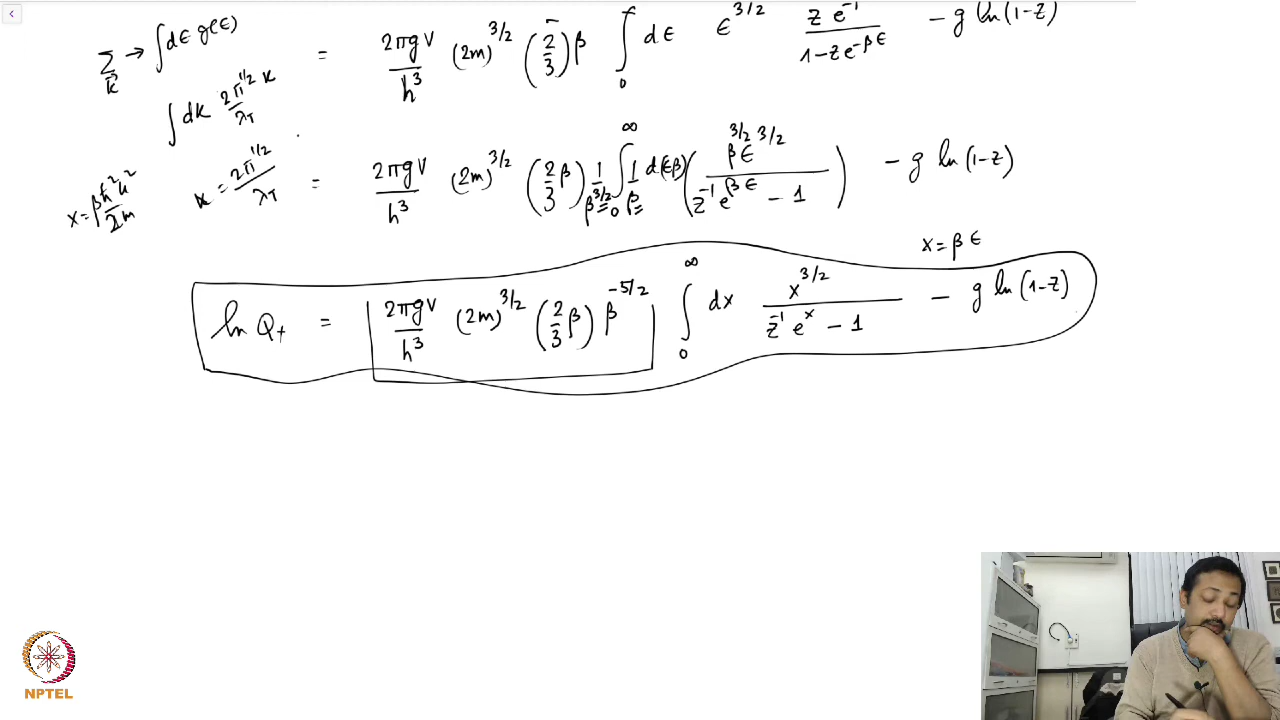 ∑_k⃗ → ∫ dϵ g(ϵ) = 2πgV/h³ (2m)^{3/2} (2/3) β ∫_0 dϵ ϵ^{3/2} z e^{-1}/(1-z e^{-βϵ}) - g ln(1-z)
∫ dk 2π^{1/2}/λ_T k
x = βħ²k²/2m k = 2π^{1/2}/λ_T = 2πgV/h³ (2m)^{3/2} (2/3 β) 1/β^{3/2} ∫_0^∞ 1/β d(ϵβ) (β^{3/2} ϵ^{3/2}/(z^{-1} e^{βϵ} - 1)) - g ln(1-z)
x = βϵ
ln Q_+ = 2πgV/h³ (2m)^{3/2} (2/3 β) β^{-5/2} ∫_0^∞ dx x^{3/2}/(z^{-1} e^x - 1) - g ln(1-z)
NPTEL